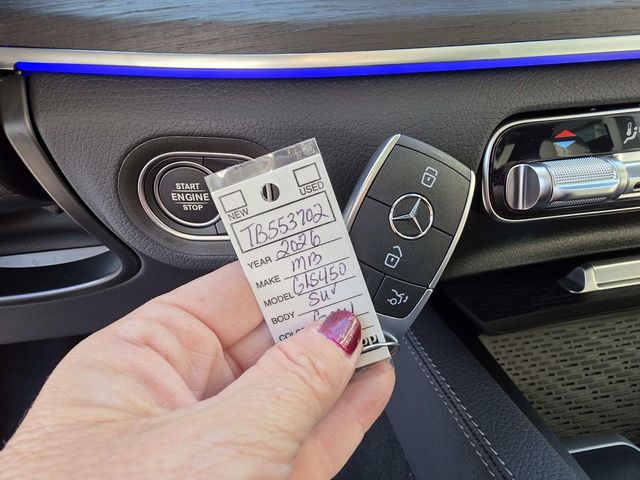 START
ENGINE
STOP
NEW USED
TB553702
YEAR 2026
MAKE MB
MODEL GLS450
BODY SUV